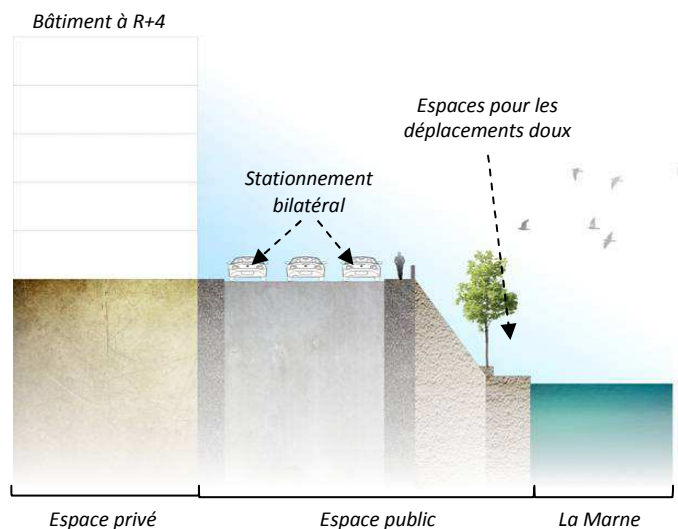 Bâtiment à R+4
Espaces pour les
déplacements doux
Stationnement
bilatéral
Espace privé
Espace public
La Marne